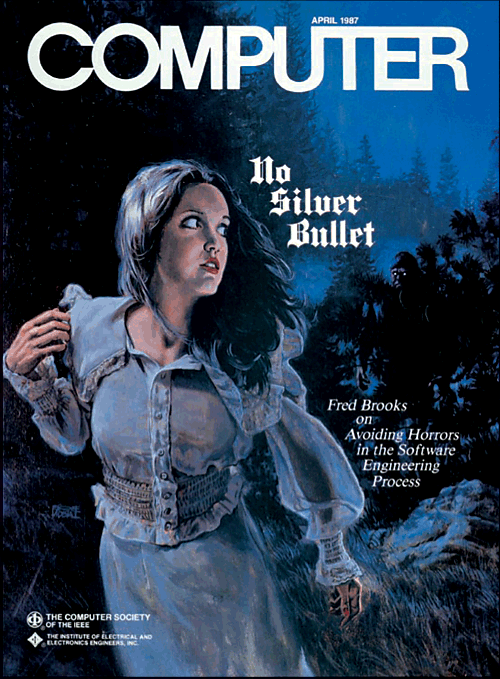 APRIL 1987
COMPUTER
No
Silver
Bullet
Fred Brooks
on
Avoiding Horrors
in the Software
Engineering
Process
THE COMPUTER SOCIETY
OF THE IEEE
THE INSTITUTE OF ELECTRICAL AND
ELECTRONICS ENGINEERS, INC.